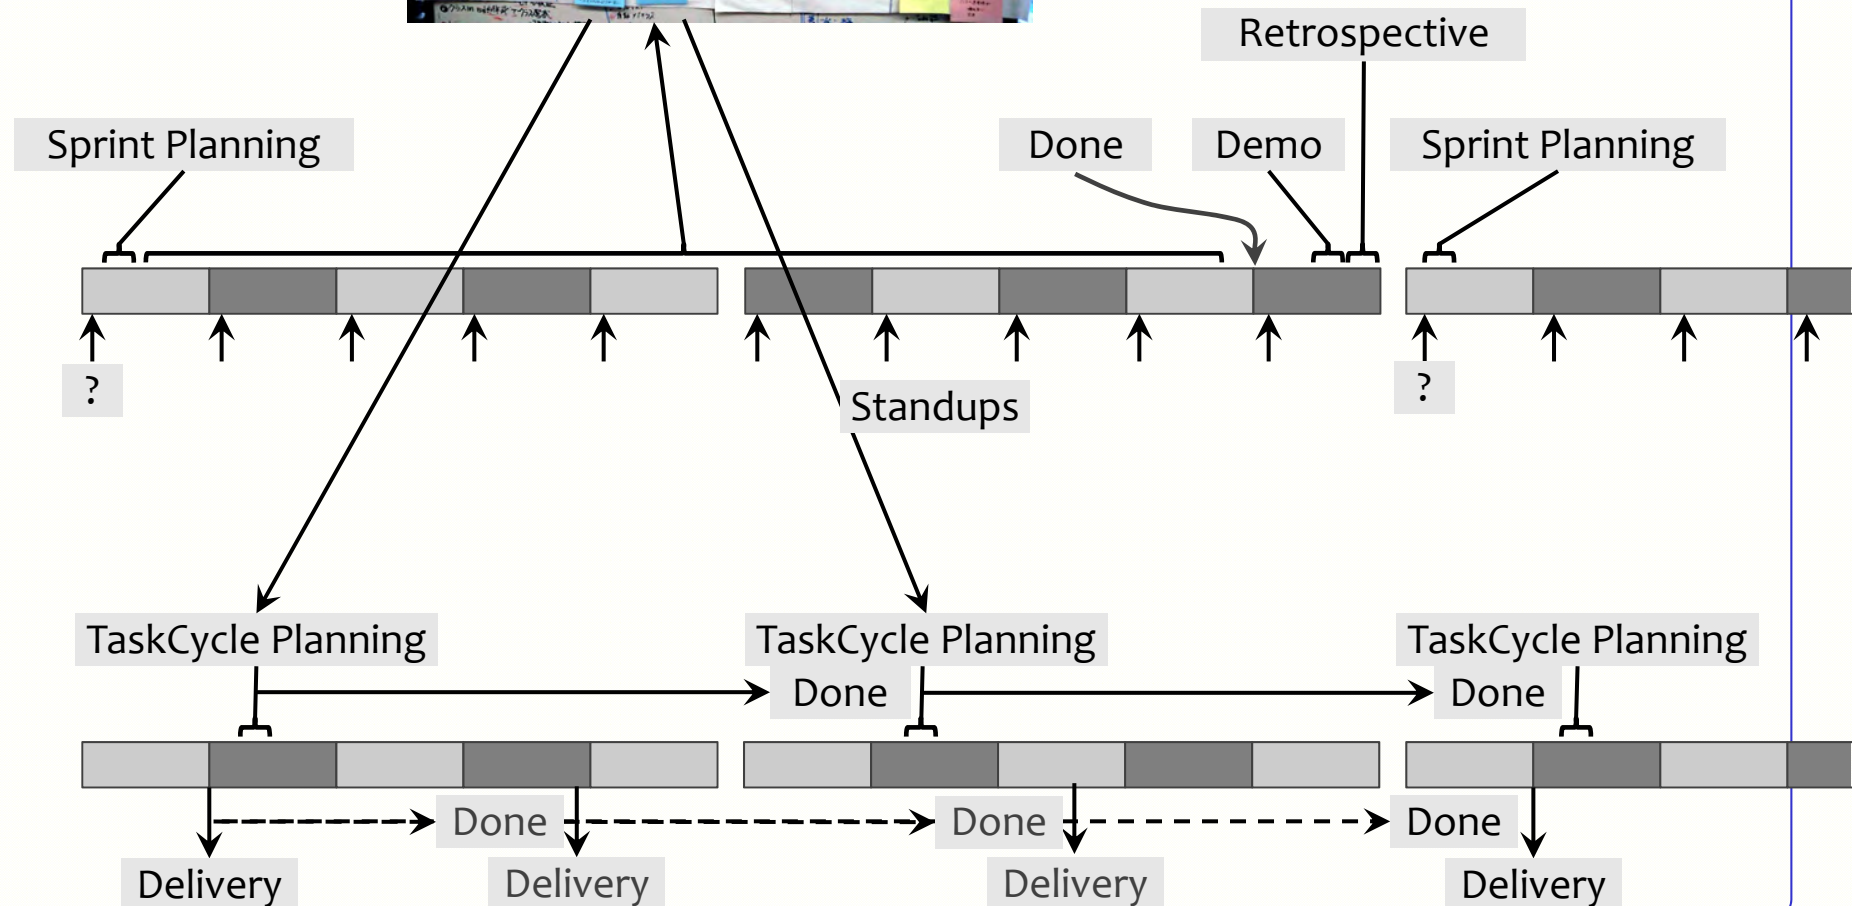 Retrospective
Sprint Planning
Done
Demo
Sprint Planning
?
?
Standups
TaskCycle Planning
TaskCycle Planning
TaskCycle Planning
Done
Done
Done
Done
Done
Delivery
Delivery
Delivery
Delivery